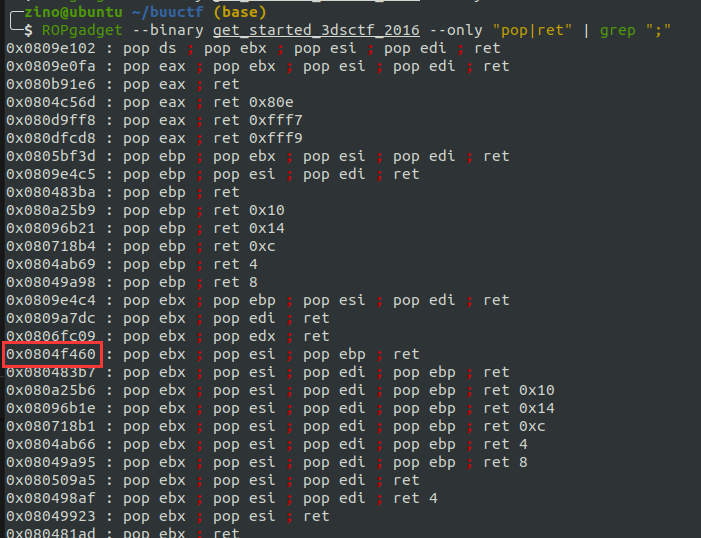 zino@ubuntu ~/buuctf (base)
$ ROPgadget --binary get_started_3dsctf_2016 --only "pop|ret" | grep ";"
0x0809e102 : pop ds ; pop ebx ; pop esi ; pop edi ; ret
0x0809e0fa : pop eax ; pop ebx ; pop esi ; pop edi ; ret
0x080b91e6 : pop eax ; ret
0x0804c56d : pop eax ; ret 0x80e
0x080d9ff8 : pop eax ; ret 0xfff7
0x080dfcd8 : pop eax ; ret 0xfff9
0x0805bf3d : pop ebp ; pop ebx ; pop esi ; pop edi ; ret
0x0809e4c5 : pop ebp ; pop esi ; pop edi ; ret
0x080483ba : pop ebp ; ret
0x080a25b9 : pop ebp ; ret 0x10
0x08096b21 : pop ebp ; ret 0x14
0x080718b4 : pop ebp ; ret 0xc
0x0804ab69 : pop ebp ; ret 4
0x08049a98 : pop ebp ; ret 8
0x0809e4c4 : pop ebx ; pop ebp ; pop esi ; pop edi ; ret
0x0809a7dc : pop ebx ; pop edi ; ret
0x0806fc09 : pop ebx ; pop edx ; ret
0x0804f460 : pop ebx ; pop esi ; pop ebp ; ret
0x080483b7 : pop ebx ; pop esi ; pop edi ; pop ebp ; ret
0x080a25b6 : pop ebx ; pop esi ; pop edi ; pop ebp ; ret 0x10
0x08096b1e : pop ebx ; pop esi ; pop edi ; pop ebp ; ret 0x14
0x080718b1 : pop ebx ; pop esi ; pop edi ; pop ebp ; ret 0xc
0x0804ab66 : pop ebx ; pop esi ; pop edi ; pop ebp ; ret 4
0x08049a95 : pop ebx ; pop esi ; pop edi ; pop ebp ; ret 8
0x080509a5 : pop ebx ; pop esi ; pop edi ; ret
0x080498af : pop ebx ; pop esi ; pop edi ; ret 4
0x08049923 : pop ebx ; pop esi ; ret
0x080481ad : pop ebx ; ret